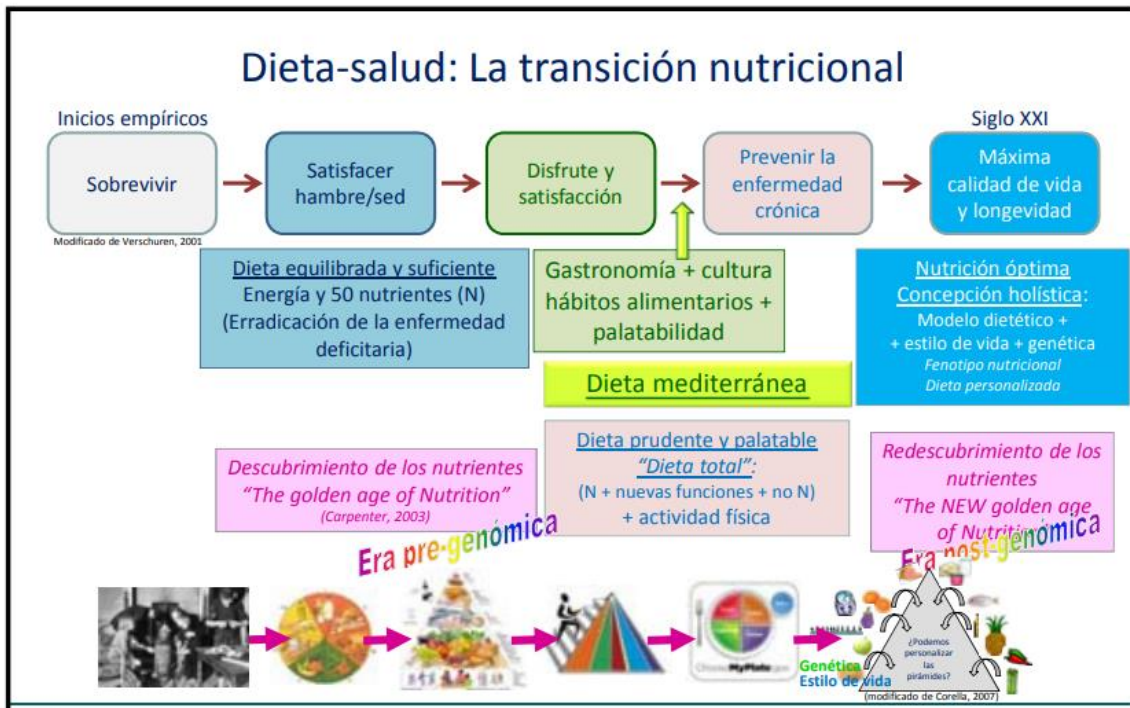 Dieta-salud: La transición nutricional
Inicios empíricos
Siglo XXI
Sobrevivir
Satisfacer
hambre/sed
Disfrute y
satisfacción
Prevenir la
enfermedad
crónica
Máxima
calidad de vida
y longevidad
Modificado de Verschuren, 2001
Dieta equilibrada y suficiente
Energía y 50 nutrientes (N)
(Erradicación de la enfermedad
deficitaria)
Gastronomía + cultura
hábitos alimentarios +
palatabilidad
Nutrición óptima
Concepción holística:
Modelo dietético +
+ estilo de vida + genética
Fenotipo nutricional
Dieta personalizada
Dieta mediterránea
Descubrimiento de los nutrientes
"The golden age of Nutrition"
(Carpenter, 2003)
Dieta prudente y palatable
"Dieta total":
(N + nuevas funciones + no N)
+ actividad física
Redescubrimiento de los
nutrientes
"The NEW golden age
of Nutrition
Era pre-genómica
Era post-genómica
MyPlate
¿Podemos
personalizar
las
pirámides?
Genética
Estilo de vida
(modificado de Corella, 2007)